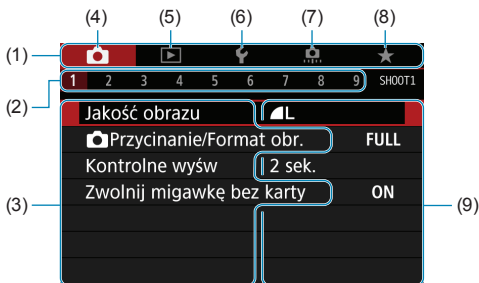 (4) (5) (6) (7) (8)
(1)
(2) 1 2 3 4 5 6 7 8 9 SHOOT1
Jakość obrazu L
Przycinanie/Format obr. FULL
Kontrolne wyśw 2 sek.
(3) Zwolnij migawkę bez karty ON (9)